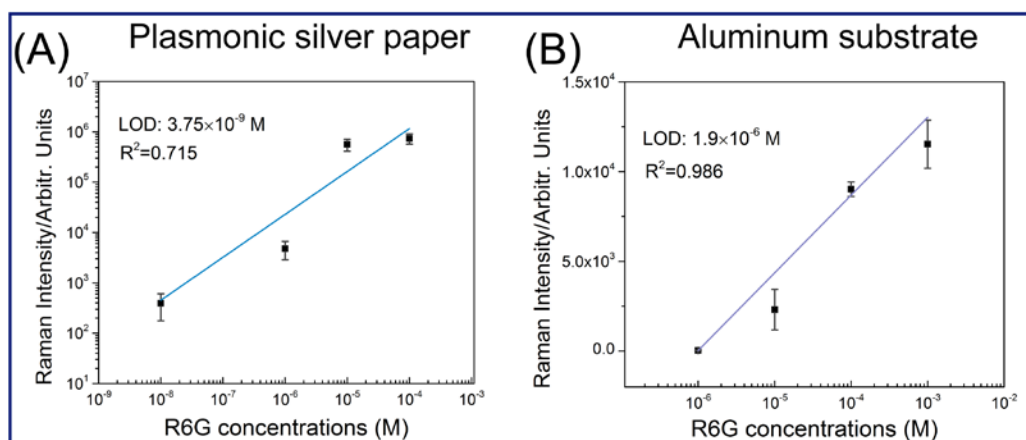 (A) Plasmonic silver paper
Raman Intensity/Arbitr. Units
10⁷
10⁶
10⁵
10⁴
10³
10²
10¹
LOD: 3.75×10⁻⁹ M
R²=0.715
10⁻⁹ 10⁻⁸ 10⁻⁷ 10⁻⁶ 10⁻⁵ 10⁻⁴ 10⁻³
R6G concentrations (M)
(B) Aluminum substrate
Raman Intensity/Arbitr. Units
1.5x10⁴
1.0x10⁴
5.0x10³
0.0
LOD: 1.9×10⁻⁶ M
R²=0.986
10⁻⁶ 10⁻⁵ 10⁻⁴ 10⁻³ 10⁻²
R6G concentrations (M)